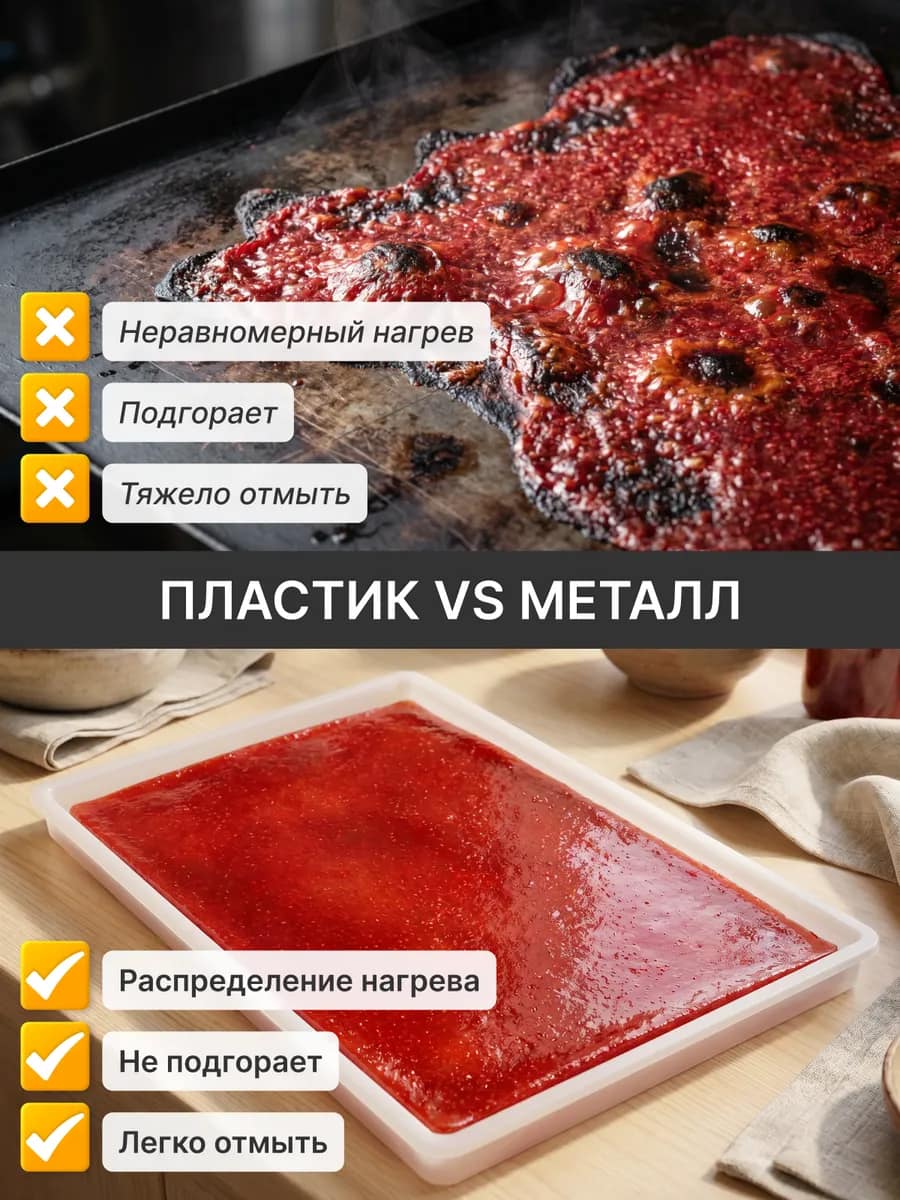 Неравномерный нагрев
Подгорает
Тяжело отмыть
ПЛАСТИК VS МЕТАЛЛ
Распределение нагрева
Не подгорает
Легко отмыть